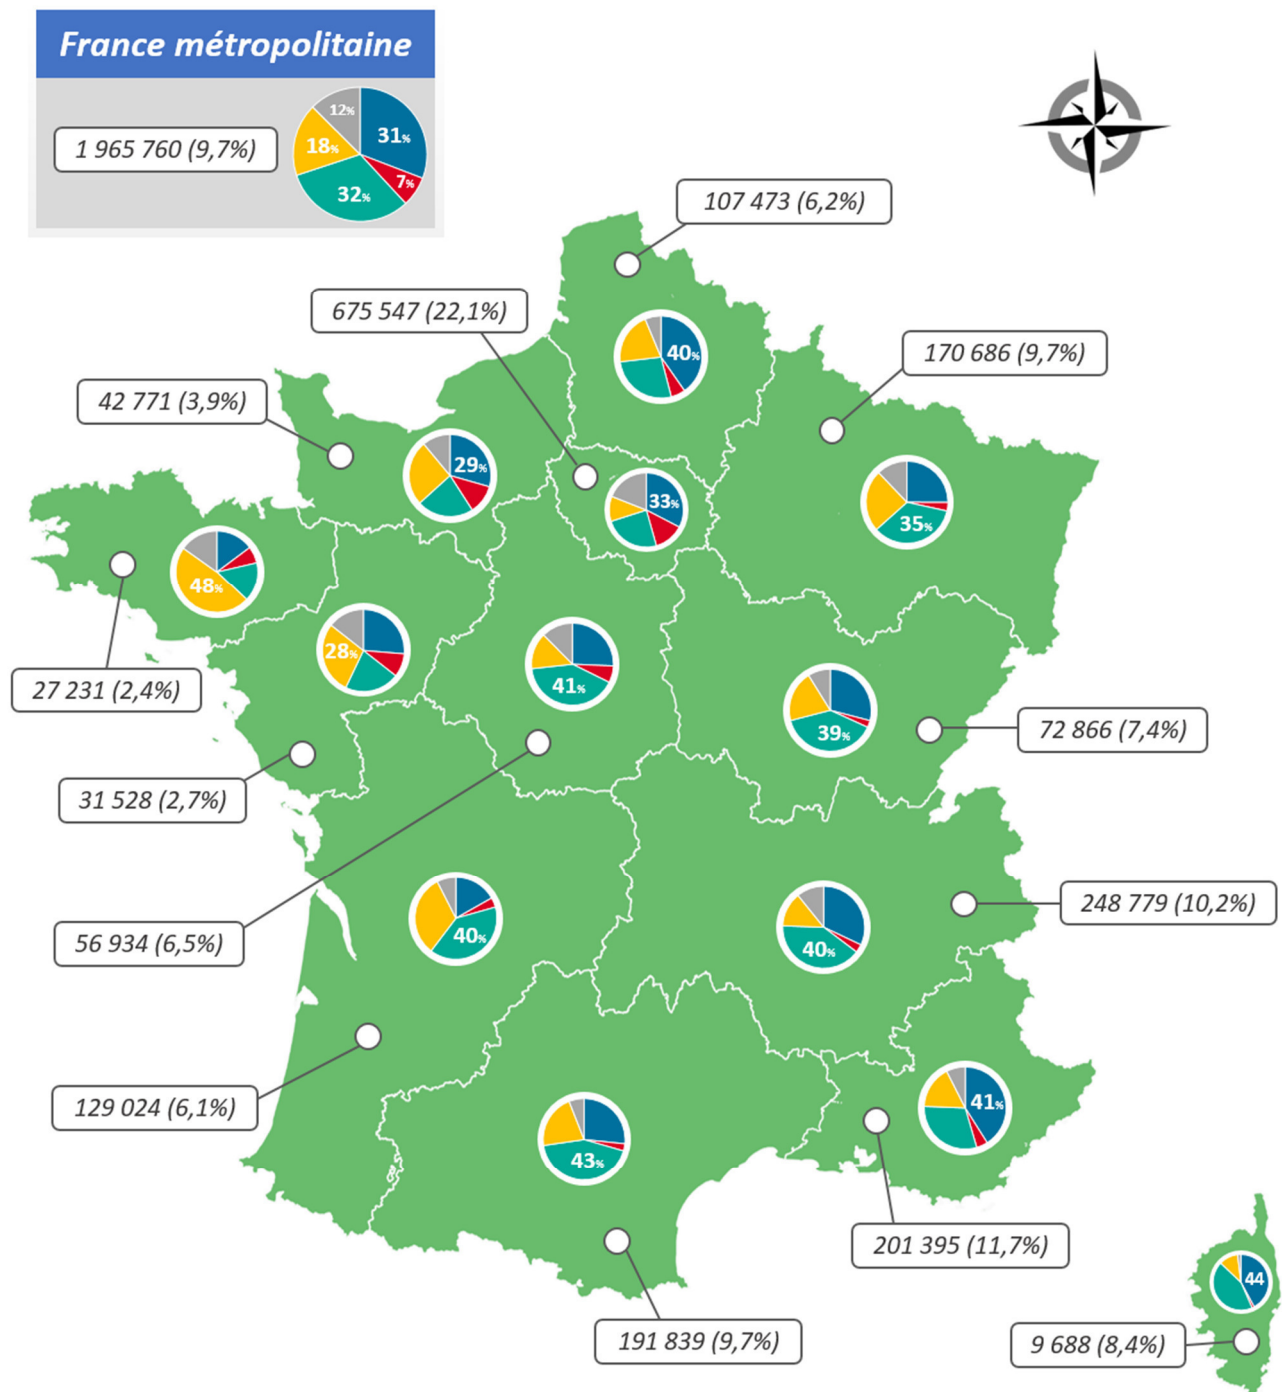 France métropolitaine
1 965 760 (9,7%)
12%
31%
18%
7%
32%
107 473 (6,2%)
675 547 (22,1%)
40%
170 686 (9,7%)
42 771 (3,9%)
29%
33%
35%
48%
28%
41%
27 231 (2,4%)
39%
72 866 (7,4%)
31 528 (2,7%)
56 934 (6,5%)
40%
40%
248 779 (10,2%)
129 024 (6,1%)
43%
41%
201 395 (11,7%)
44
191 839 (9,7%)
9 688 (8,4%)